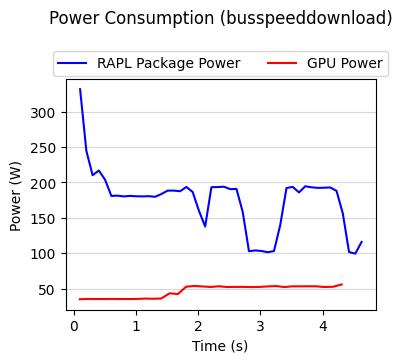 Power Consumption (busspeeddownload)
RAPL Package Power
GPU Power
Power (W)
300
250
200
150
100
50
0
1
2
3
4
Time (s)